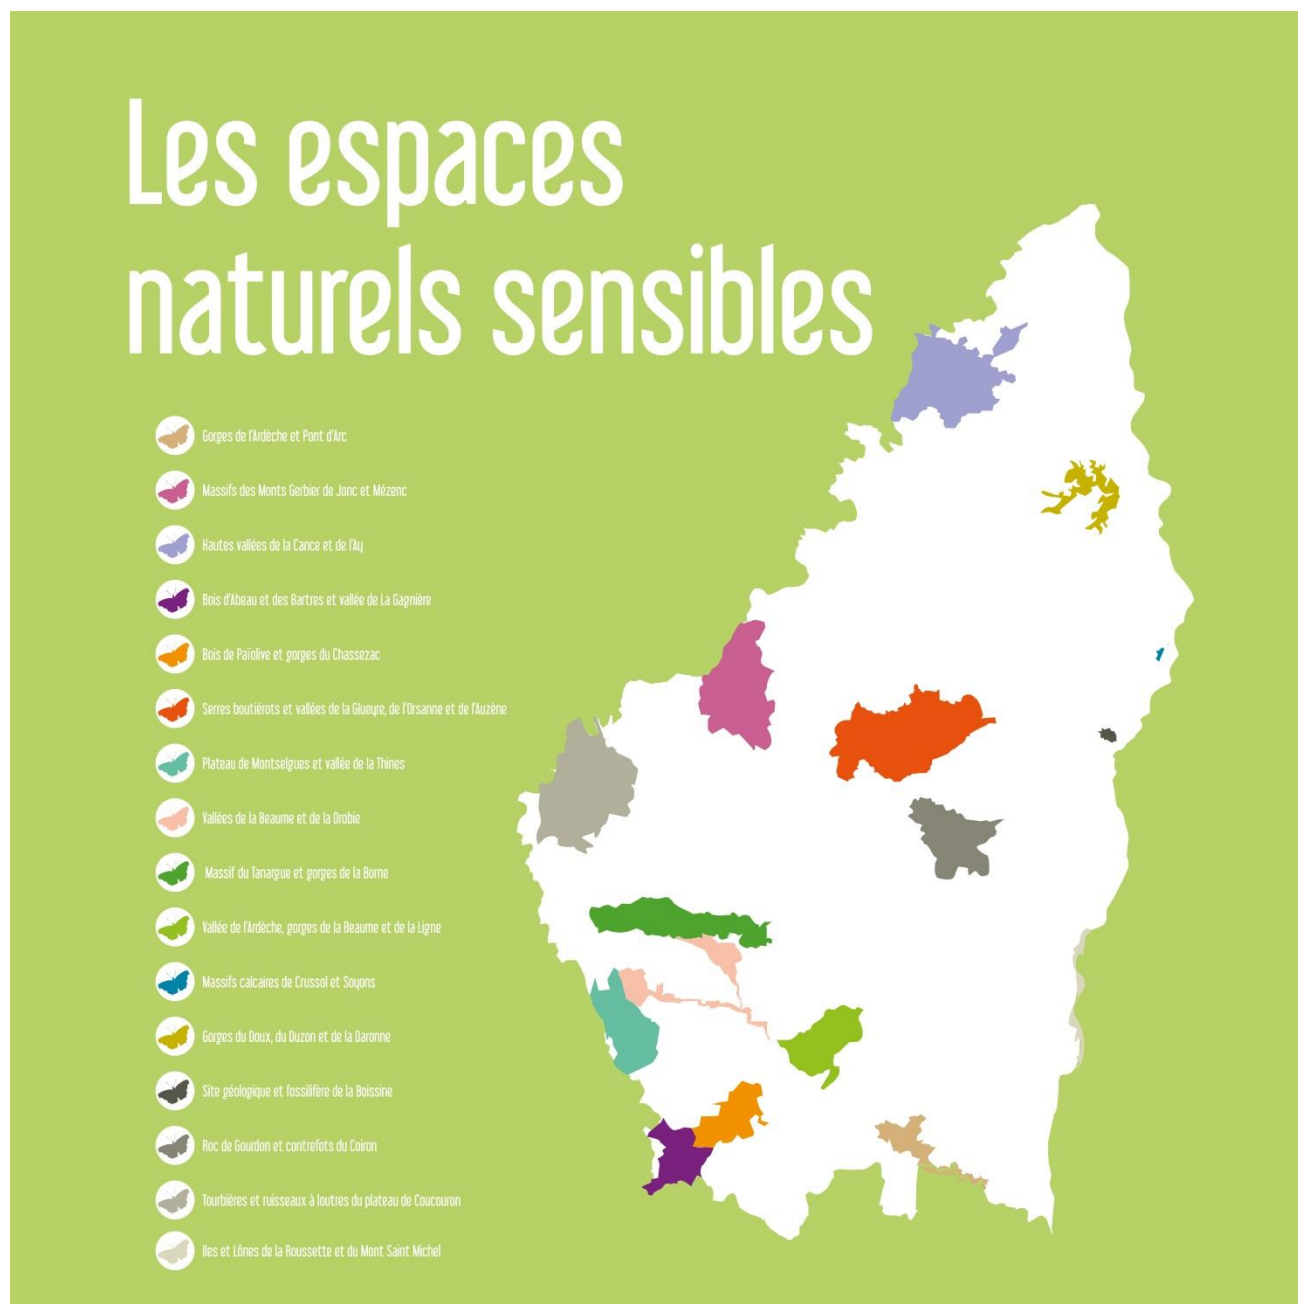 Les espaces
naturels sensibles
Gorges de l'Ardèche et Pont d'Arc
Massifs des Monts Gerbier de Jonc et Mézenc
Hautes vallées de la Cance et de l'Ay
Bois d'Abeau et des Bartres et vallée de La Gagnière
Bois de Païolive et gorges du Chassezac
Serres boutiérots et vallées de la Glueyre, de l'Orsanne et de l'Auzène
Plateau de Montselgues et vallée de la Thines
Vallées de la Beaume et de la Drobie
Massif du Tanargue et gorges de la Borne
Vallée de l'Ardèche, gorges de la Beaume et de la Ligne
Massifs calcaires de Crussol et Soyons
Gorges du Doux, du Duzon et de la Daronne
Site géologique et fossilifère de la Boissine
Roc de Gourdon et contrefots du Coiron
Tourbières et ruisseaux à loutres du plateau de Coucouron
Iles et Lônes de la Roussette et du Mont Saint Michel